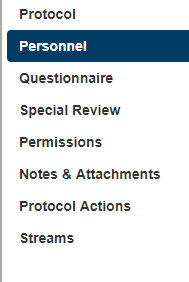 Protocol
Personnel
Questionnaire
Special Review
Permissions
Notes & Attachments
Protocol Actions
Streams